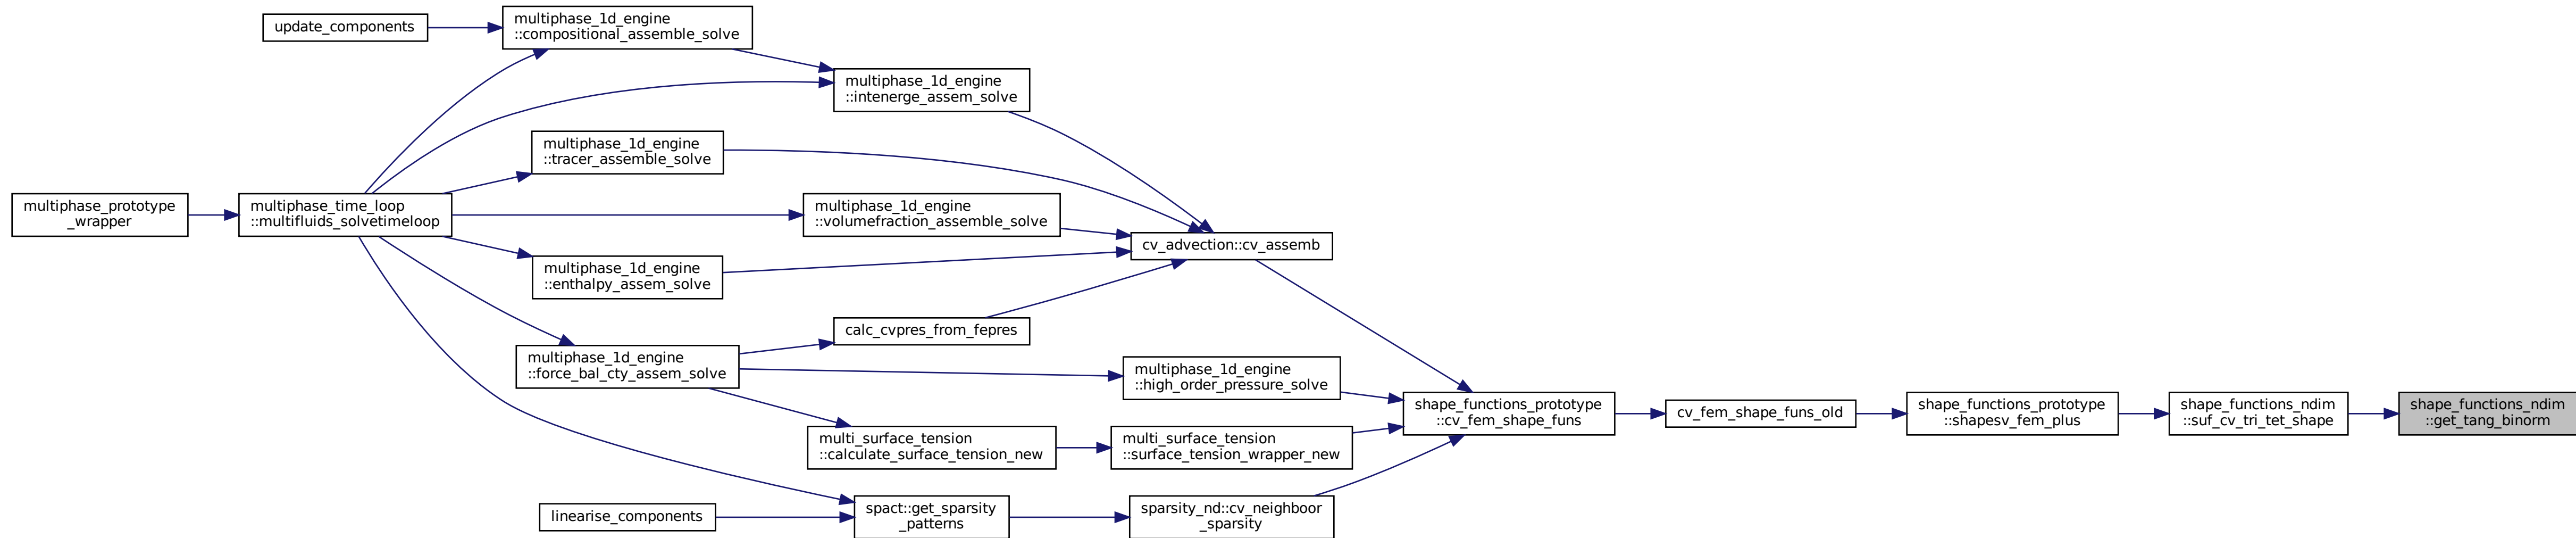 update_components
multiphase_1d_engine
::compositional_assemble_solve
multiphase_1d_engine
::intenerge_assem_solve
multiphase_1d_engine
::tracer_assemble_solve
multiphase_prototype
_wrapper
multiphase_time_loop
::multifluids_solvetimeloop
multiphase_1d_engine
::volumefraction_assemble_solve
cv_advection::cv_assemb
multiphase_1d_engine
::enthalpy_assem_solve
calc_cvpres_from_fepres
multiphase_1d_engine
::force_bal_cty_assem_solve
multiphase_1d_engine
::high_order_pressure_solve
shape_functions_prototype
::cv_fem_shape_funs
cv_fem_shape_funs_old
shape_functions_prototype
::shapesv_fem_plus
shape_functions_ndim
::suf_cv_tri_tet_shape
shape_functions_ndim
::get_tang_binorm
multi_surface_tension
::calculate_surface_tension_new
multi_surface_tension
::surface_tension_wrapper_new
linearise_components
spact::get_sparsity
_patterns
sparsity_nd::cv_neighboor
_sparsity